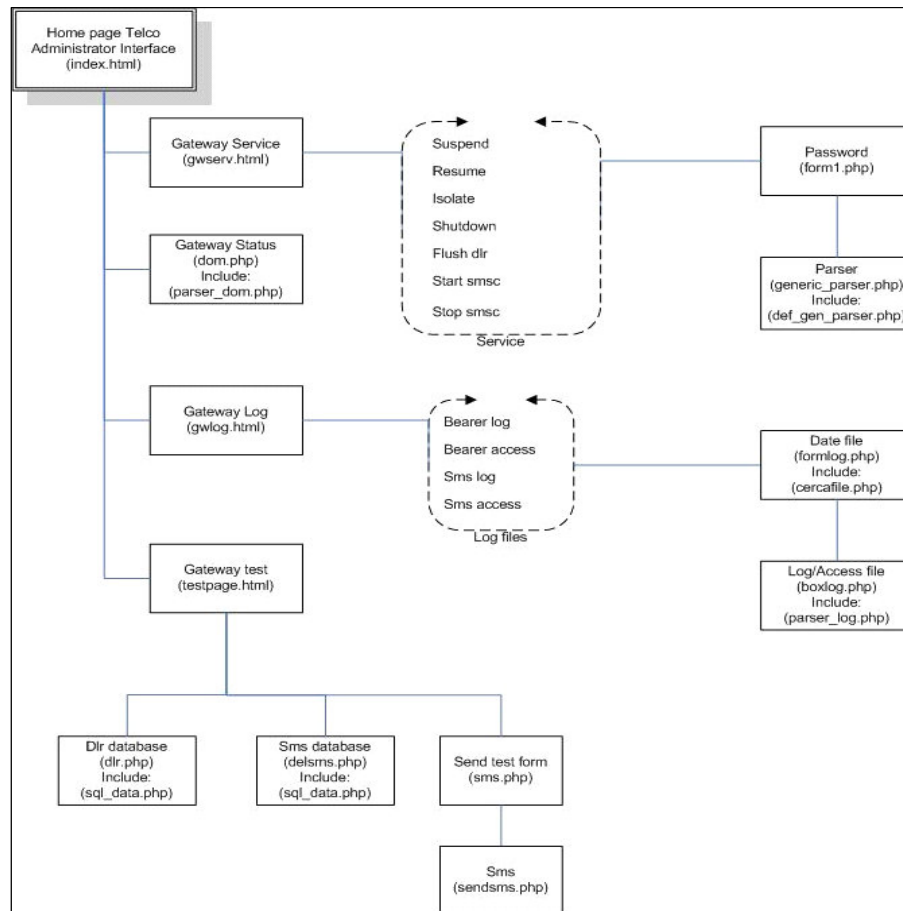 Home page Telco
Administrator Interface
(index.html)
Gateway Service
(gwserv.html)
Suspend
Resume
Isolate
Shutdown
Flush dlr
Start smsc
Stop smsc
Service
Password
(form1.php)
Gateway Status
(dom.php)
Include:
(parser_dom.php)
Parser
(generic_parser.php)
Include:
(def_gen_parser.php)
Gateway Log
(gwlog.html)
Bearer log
Bearer access
Sms log
Sms access
Log files
Date file
(formlog.php)
Include:
(cercafile.php)
Gateway test
(testpage.html)
Log/Access file
(boxlog.php)
Include:
(parser_log.php)
Dlr database
(dlr.php)
Include:
(sql_data.php)
Sms database
(delsms.php)
Include:
(sql_data.php)
Send test form
(sms.php)
Sms
(sendsms.php)